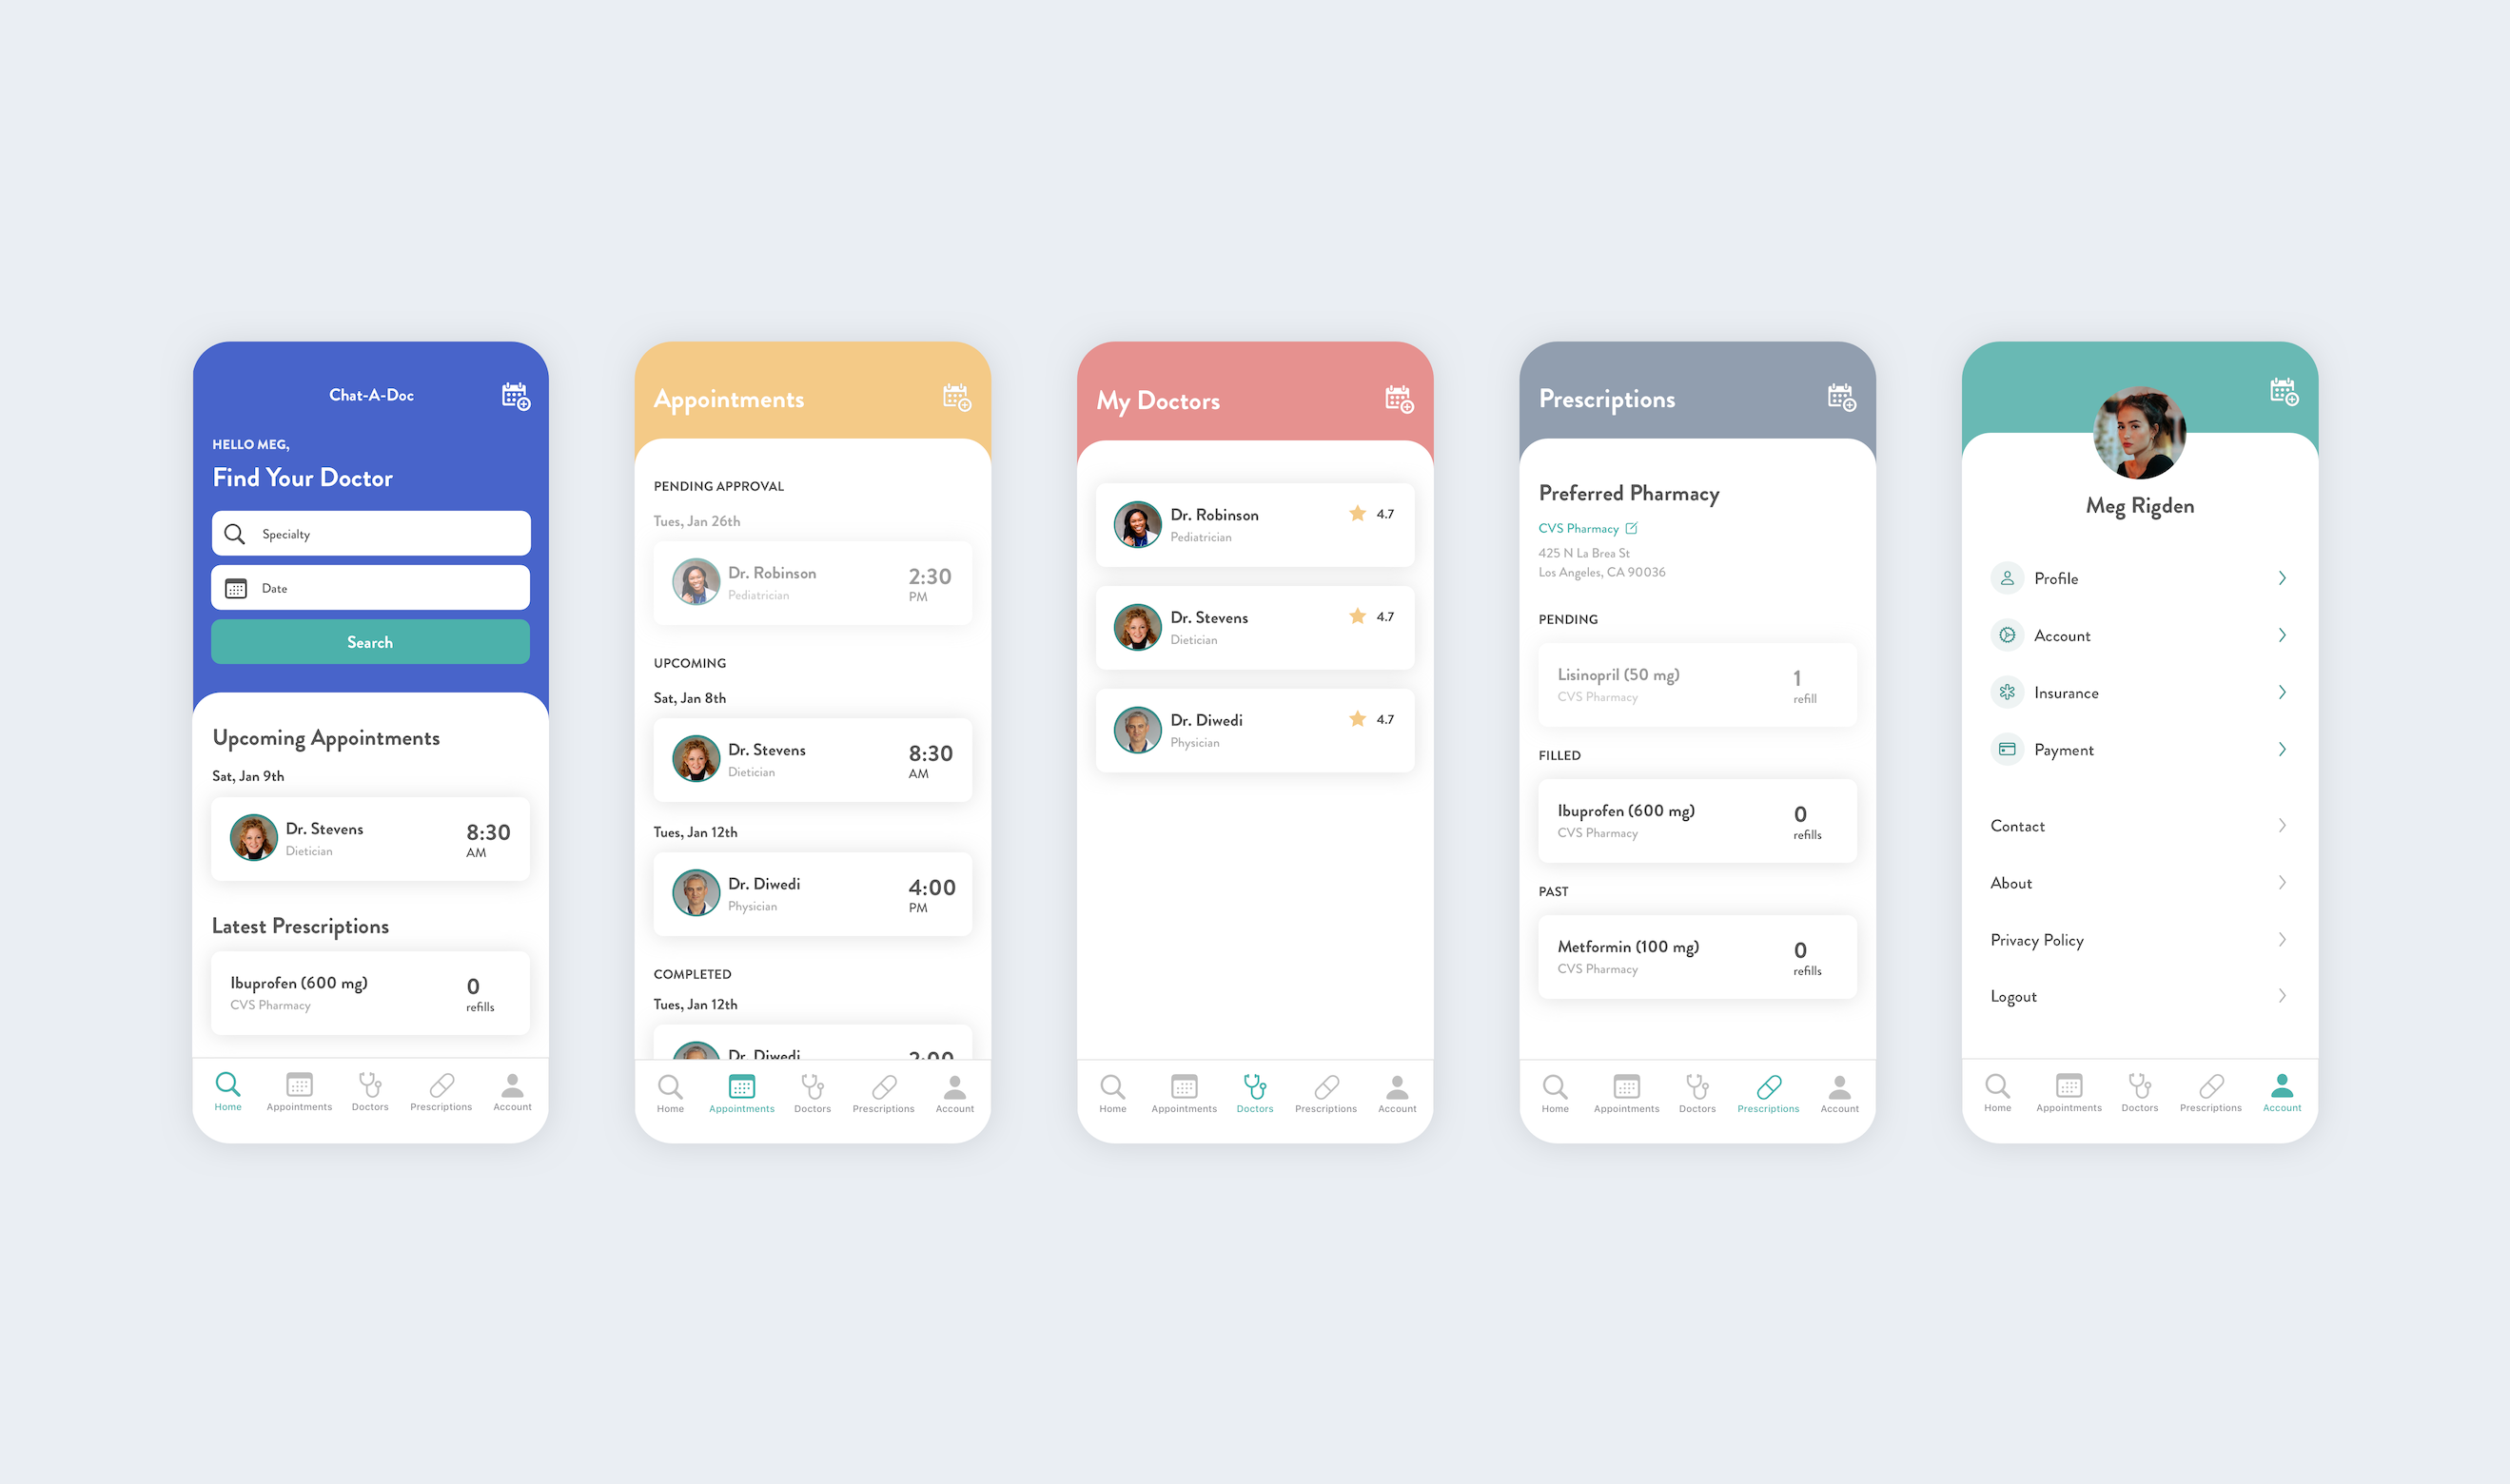 Chat-A-Doc
HELLO MEG,
Find Your Doctor
Specialty
Date
Search
Upcoming Appointments
Sat, Jan 9th
Dr. Stevens
Dietician
8:30
AM
Latest Prescriptions
Ibuprofen (600 mg)
CVS Pharmacy
0
refills
Home Appointments Doctors Prescriptions Account
Appointments
PENDING APPROVAL
Tues, Jan 26th
Dr. Robinson
Pediatrician
2:30
PM
UPCOMING
Sat, Jan 8th
Dr. Stevens
Dietician
8:30
AM
Tues, Jan 12th
Dr. Diwedi
Physician
4:00
PM
COMPLETED
Tues, Jan 12th
Dr. Diwedi
2:00
Home Appointments Doctors Prescriptions Account
My Doctors
Dr. Robinson
Pediatrician
4.7
Dr. Stevens
Dietician
4.7
Dr. Diwedi
Physician
4.7
Home Appointments Doctors Prescriptions Account
Prescriptions
Preferred Pharmacy
CVS Pharmacy
425 N La Brea St
Los Angeles, CA 90036
PENDING
Lisinopril (50 mg)
CVS Pharmacy
1
refill
FILLED
Ibuprofen (600 mg)
CVS Pharmacy
0
refills
PAST
Metformin (100 mg)
CVS Pharmacy
0
refills
Home Appointments Doctors Prescriptions Account
Meg Rigden
Profile
Account
Insurance
Payment
Contact
About
Privacy Policy
Logout
Home Appointments Doctors Prescriptions Account